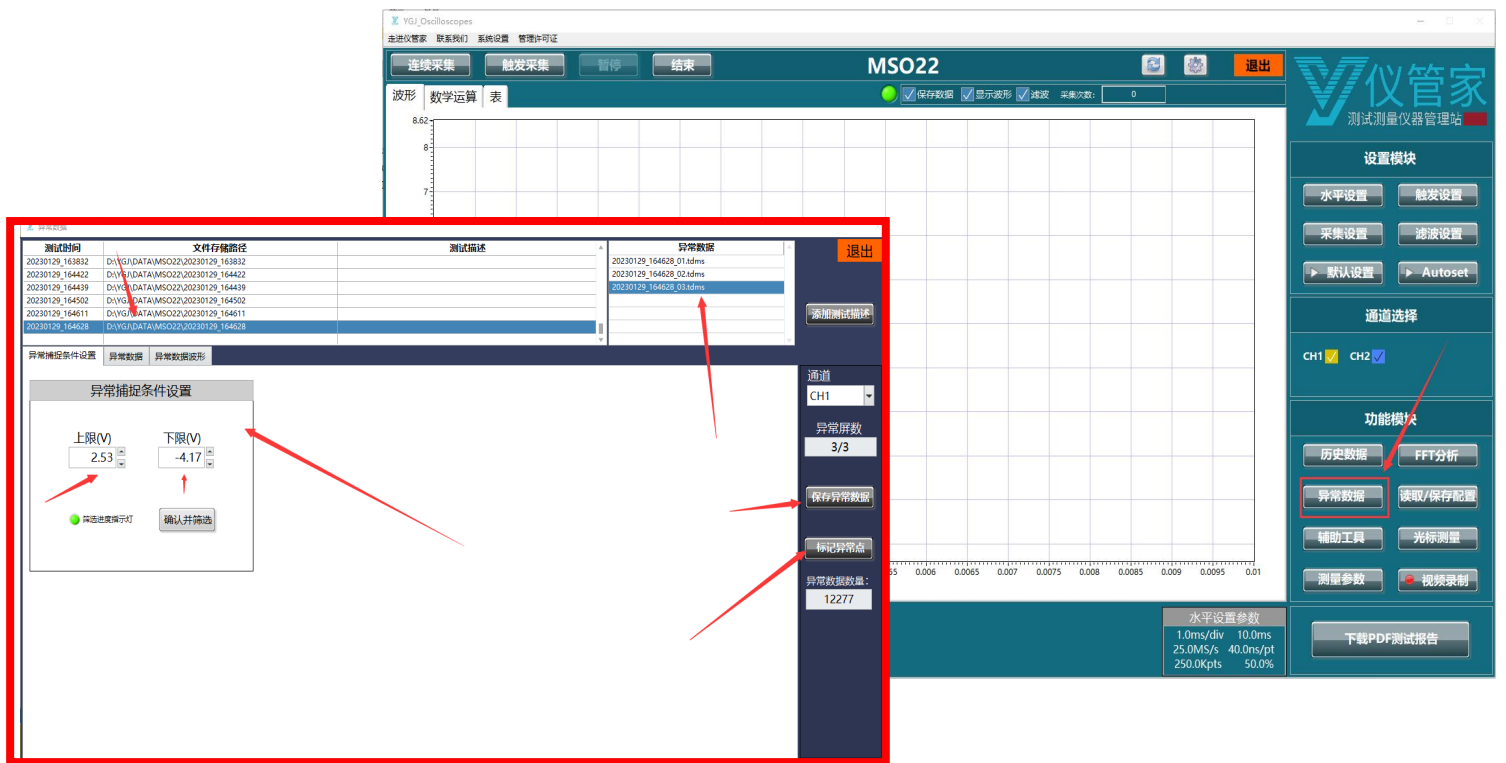 YGJ_Oscilloscopes
走进仪管家 联系我们 系统设置 管理许可证
连续采集 触发采集 暂停 结束 MSO22 退出
波形 数学运算 表 保存数据 显示波形 滤波 采集次数: 0
8.62
8
7
仪管家
测试测量仪器管理站
设置模块
水平设置 触发设置
采集设置 滤波设置
默认设置 Autoset
通道选择
CH1 CH2
功能模块
历史数据 FFT分析
异常数据 读取/保存配置
辅助工具 光标测量
测量参数 视频录制
下载PDF测试报告
55 0.006 0.0065 0.007 0.0075 0.008 0.0085 0.009 0.0095 0.01
水平设置参数
1.0ms/div 10.0ms
25.0MS/s 40.0ns/pt
250.0Kpts 50.0%
异常数据
测试时间 文件存储路径 测试描述 异常数据 退出
20230129_163832 D:\YGJ\DATA\MSO22\20230129_163832 20230129_164628_01.tdms
20230129_164422 D:\YGJ\DATA\MSO22\20230129_164422 20230129_164628_02.tdms
20230129_164439 D:\YGJ\DATA\MSO22\20230129_164439 20230129_164628_03.tdms
20230129_164502 D:\YGJ\DATA\MSO22\20230129_164502
20230129_164611 D:\YGJ\DATA\MSO22\20230129_164611
20230129_164628 D:\YGJ\DATA\MSO22\20230129_164628
添加测试描述
异常捕捉条件设置 异常数据 异常数据波形
异常捕捉条件设置
上限(V) 下限(V)
2.53 -4.17
筛选进度指示灯 确认并筛选
通道
CH1
异常屏数
3/3
保存异常数据
标记异常点
异常数据数量:
12277